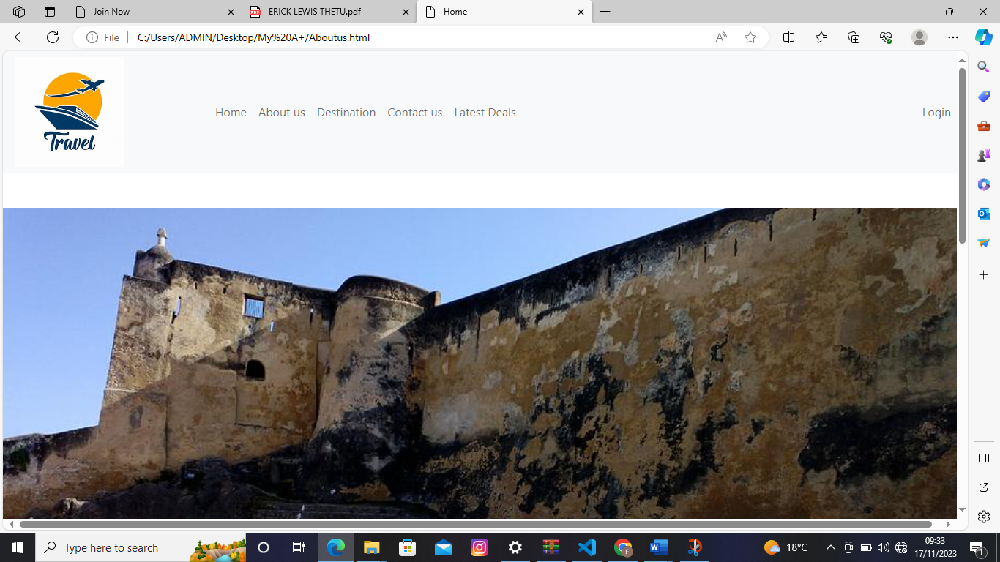 Join Now
ERICK LEWIS THETU.pdf
Home
File
C:/Users/ADMIN/Desktop/My%20A+/Aboutus.html
Travel
Home About us Destination Contact us Latest Deals Login
Type here to search
18°C
09:33
17/11/2023
1